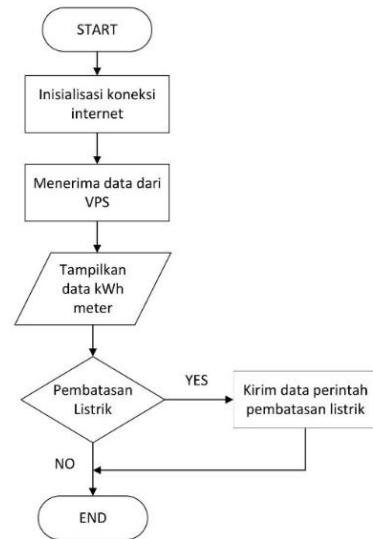 START
Inisialisasi koneksi
internet
Menerima data dari
VPS
Tampilkan
data kWh
meter
Pembatasan
Listrik
YES
Kirim data perintah
pembatasan listrik
NO
END